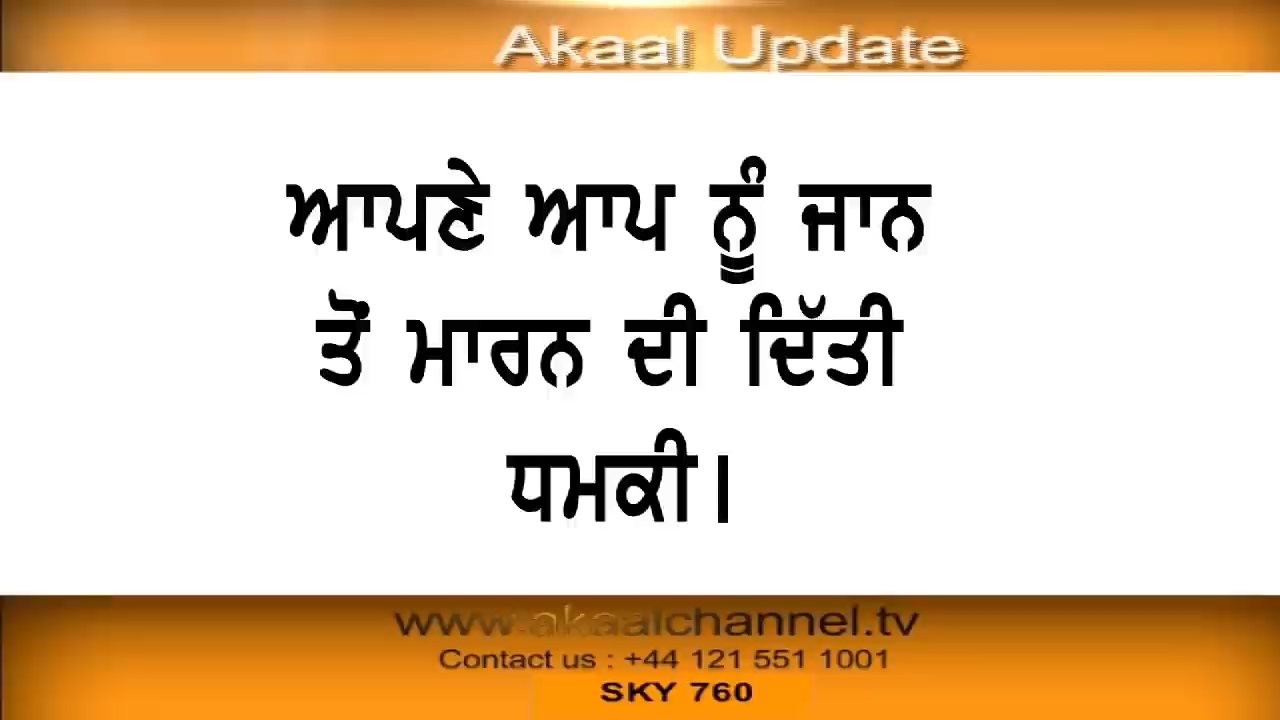 Akaal Update
ਆਪਣੇ ਆਪ ਨੂੰ ਜਾਨ
ਤੋਂ ਮਾਰਨ ਦੀ ਦਿੱਤੀ
ਧਮਕੀ।
www.akaalchannel.tv
Contact us : +44 121 551 1001
SKY 760